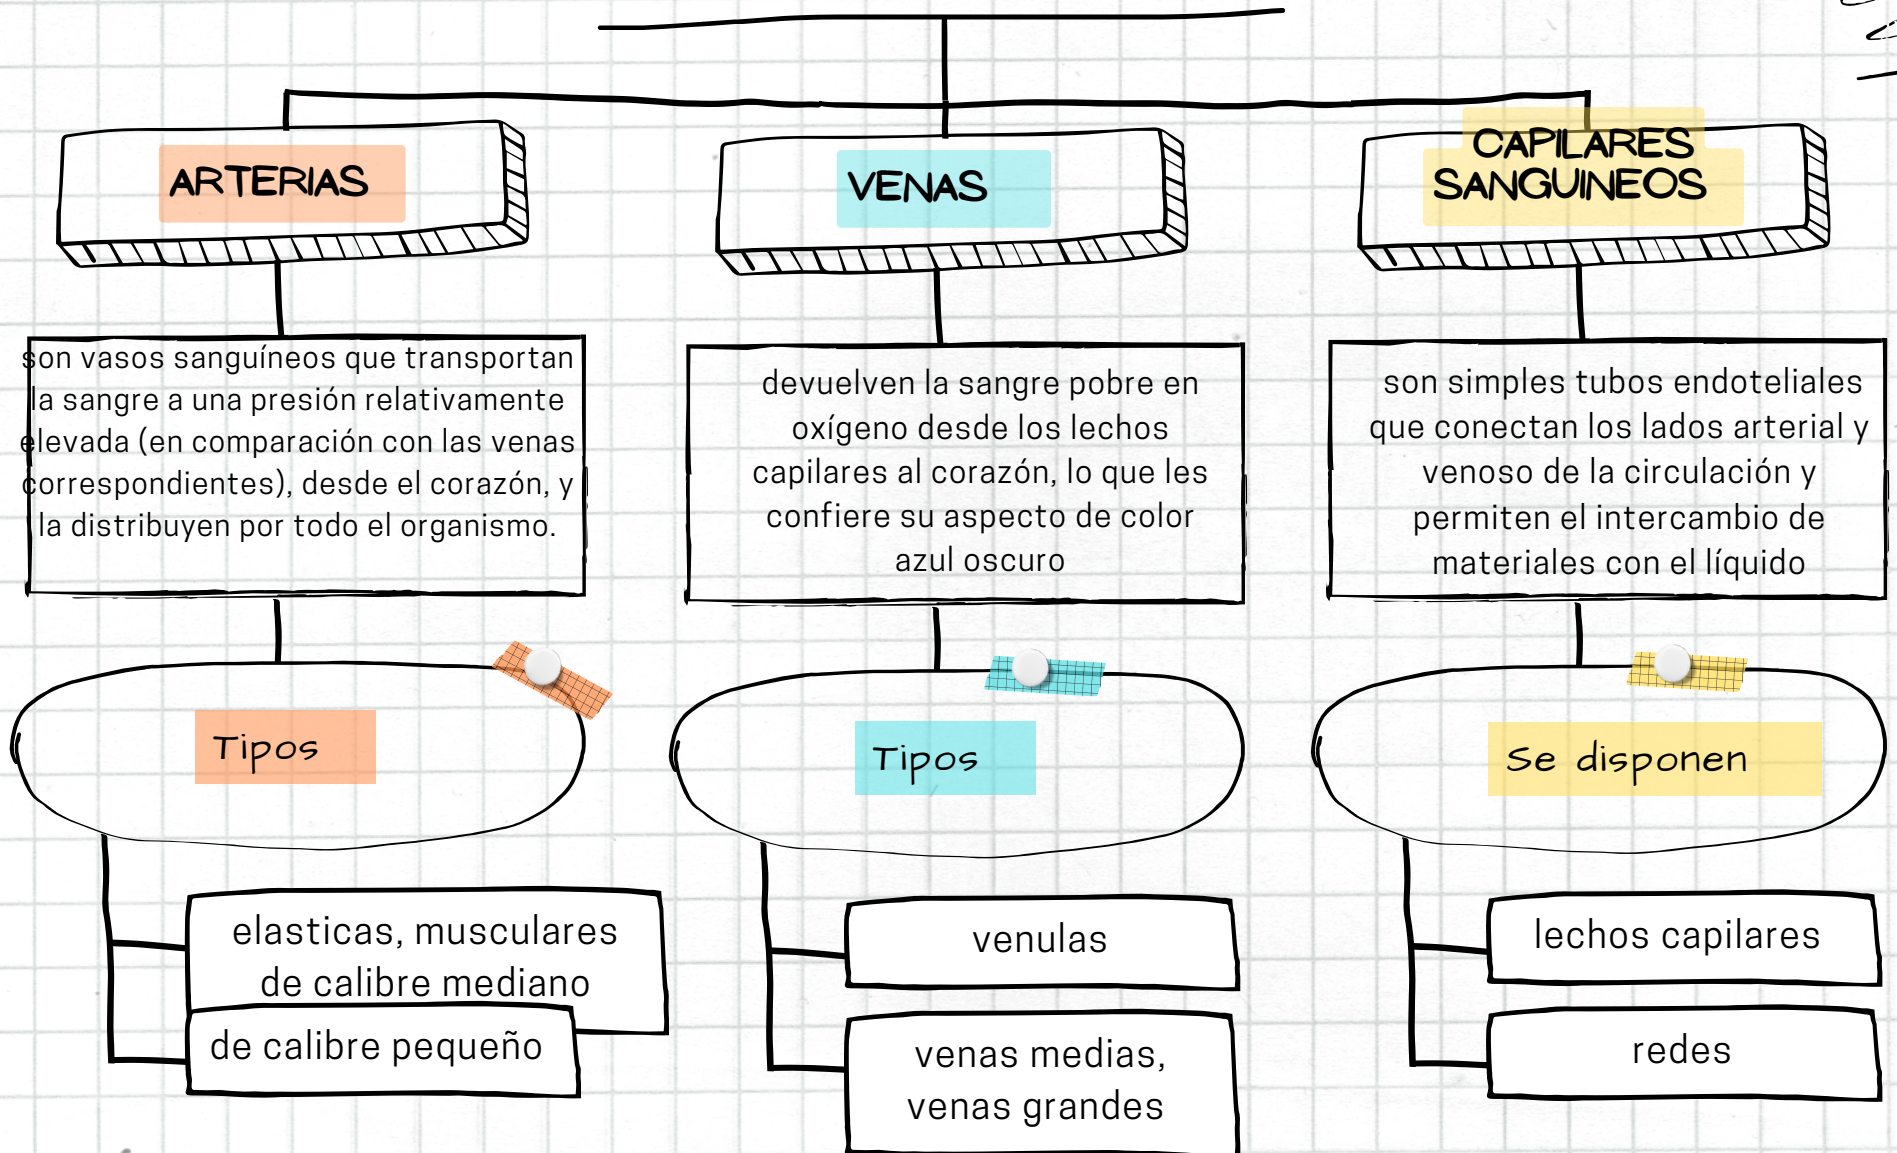 ARTERIAS
son vasos sanguíneos que transportan
la sangre a una presión relativamente
elevada (en comparación con las venas
correspondientes), desde el corazón, y
la distribuyen por todo el organismo.
Tipos
elasticas, musculares
de calibre mediano
de calibre pequeño
VENAS
devuelven la sangre pobre en
oxígeno desde los lechos
capilares al corazón, lo que les
confiere su aspecto de color
azul oscuro
Tipos
venulas
venas medias,
venas grandes
CAPILARES
SANGUINEOS
son simples tubos endoteliales
que conectan los lados arterial y
venoso de la circulación y
permiten el intercambio de
materiales con el líquido
Se disponen
lechos capilares
redes